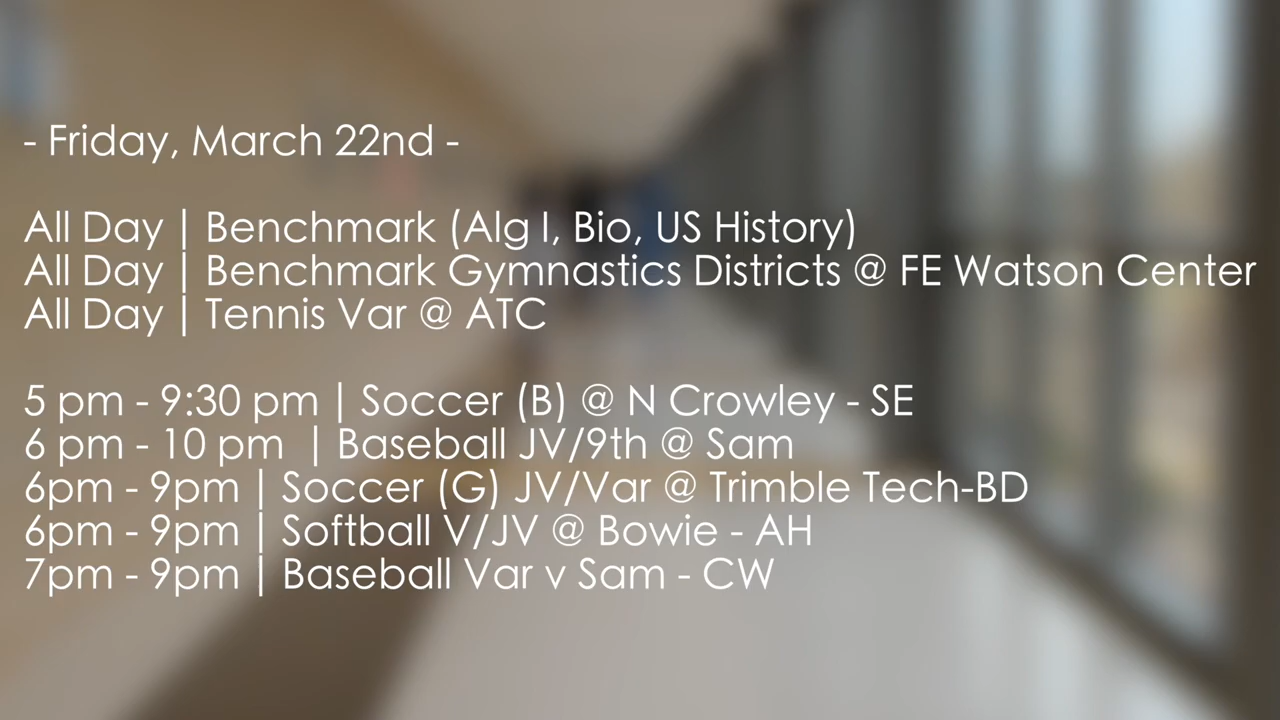 - Friday, March 22nd -
All Day | Benchmark (Alg I, Bio, US History)
All Day | Benchmark Gymnastics Districts @ FE Watson Center
All Day | Tennis Var @ ATC
5 pm - 9:30 pm | Soccer (B) @ N Crowley - SE
6 pm - 10 pm | Baseball JV/9th @ Sam
6pm - 9pm | Soccer (G) JV/Var @ Trimble Tech-BD
6pm - 9pm | Softball V/JV @ Bowie - AH
7pm - 9pm | Baseball Var v Sam - CW